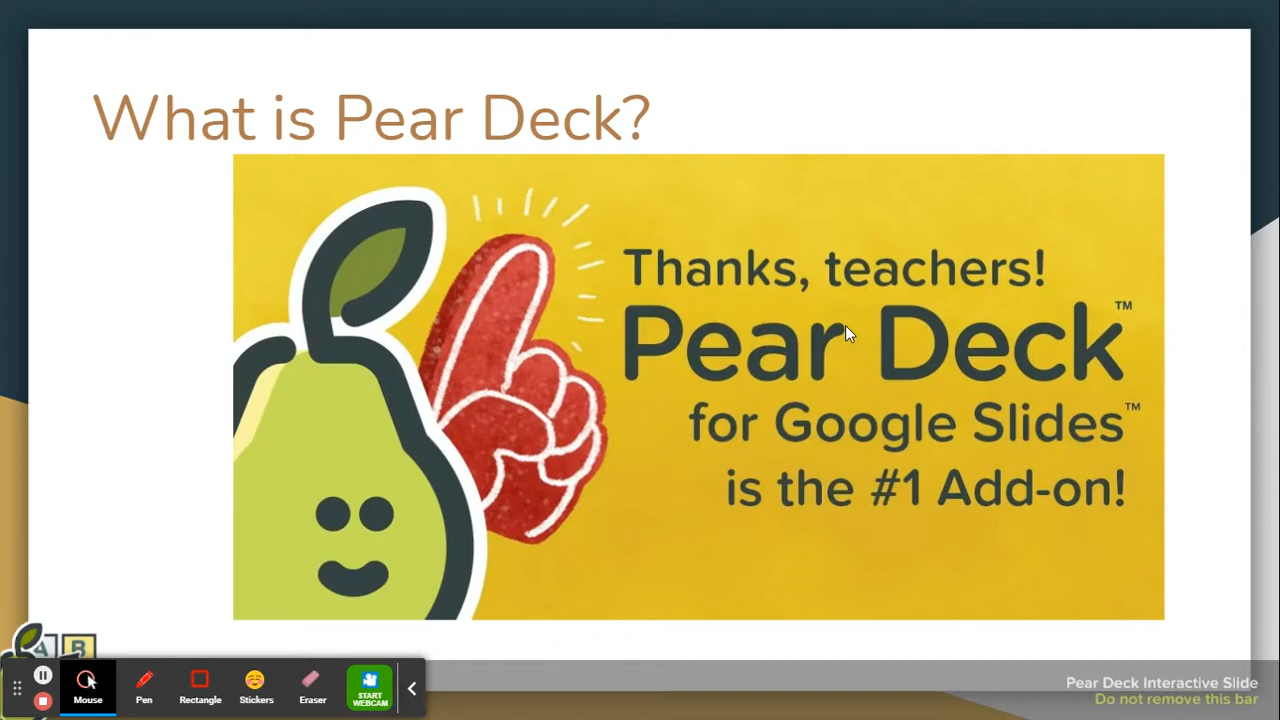 What is Pear Deck?
Thanks, teachers!
Pear Deck™
for Google Slides™
is the #1 Add-on!
A B
Mouse
Pen
Rectangle
Stickers
Eraser
START
WEBCAM
Pear Deck Interactive Slide
Do not remove this bar